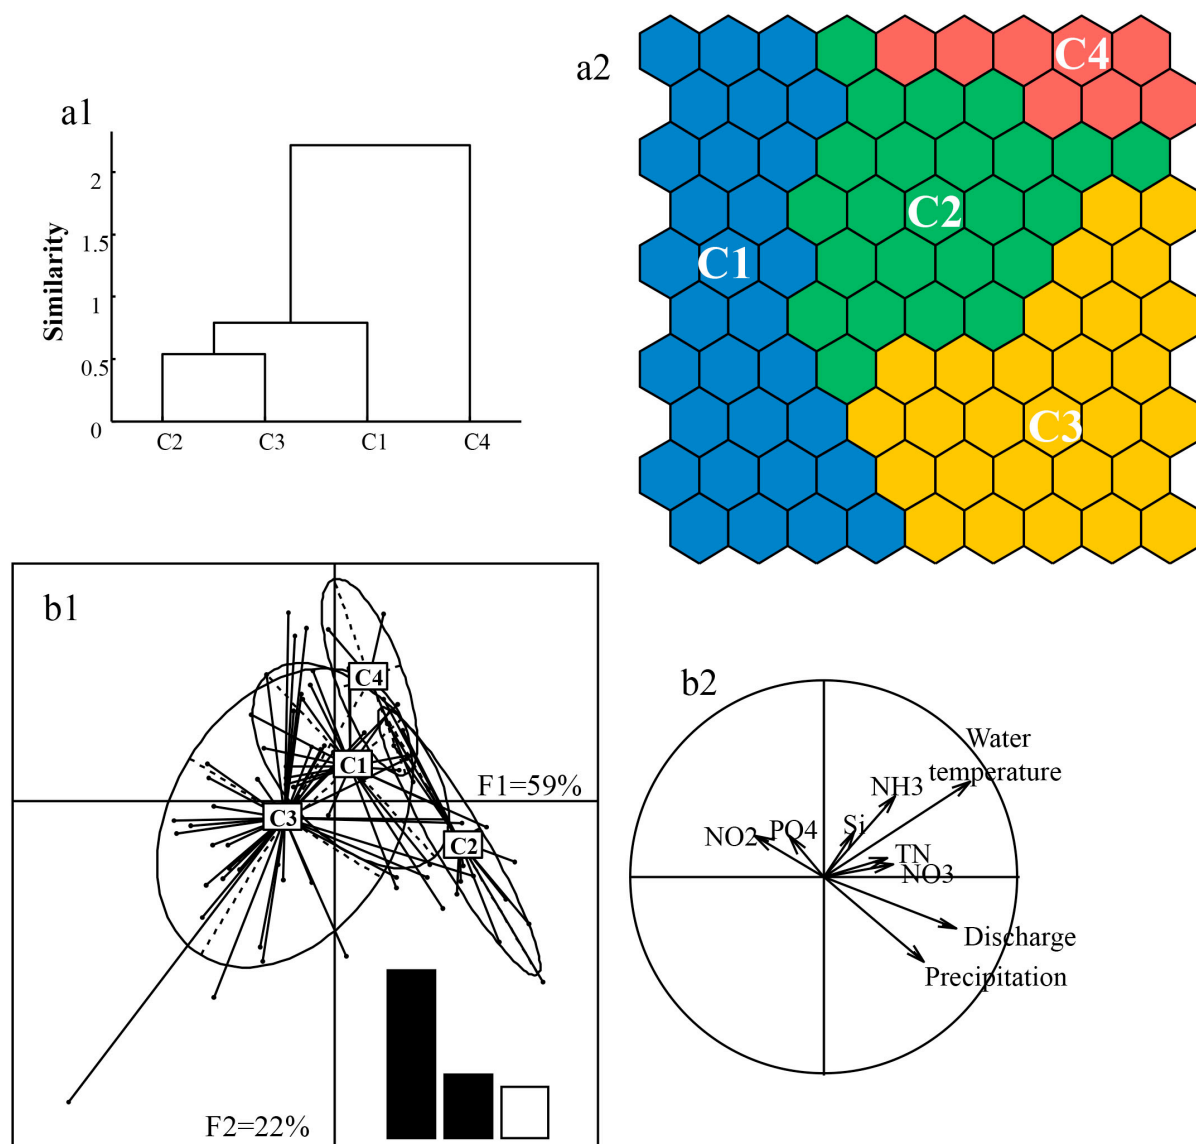 a1
2
1.5
1
0.5
0
Similarity
C2 C3 C1 C4
a2
C4
C2
C1
C3
b1
C4
C1
F1=59%
C3
C2
F2=22%
b2
Water
temperature
NH3
NO2 PO4 Si
TN
NO3
Discharge
Precipitation